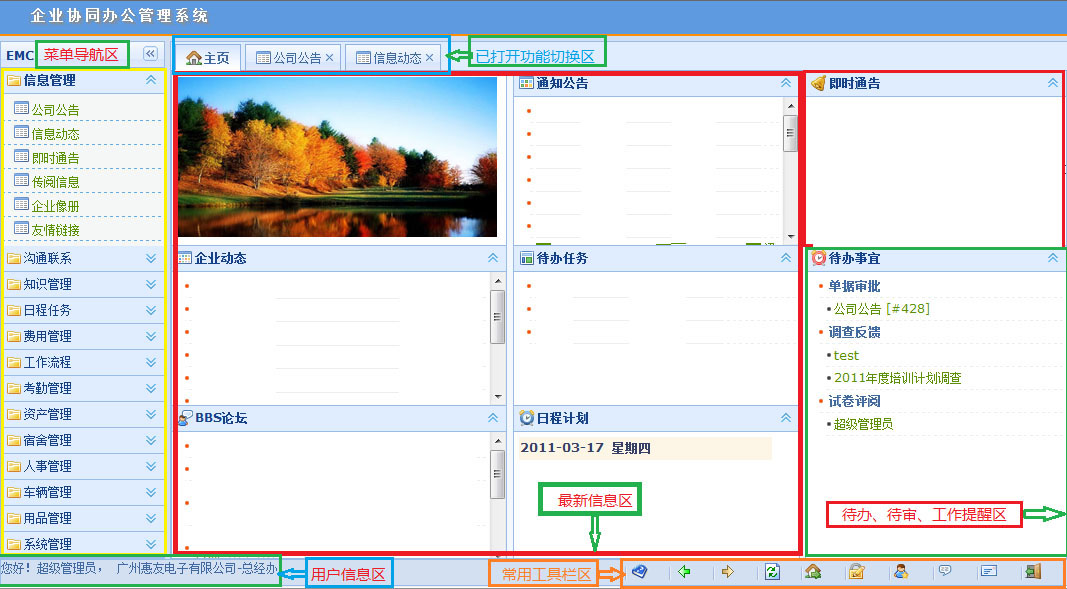 企业协同办公管理系统
EMC 菜单导航区
主页 公司公告 信息动态 已打开功能切换区
信息管理
公司公告
信息动态
即时通告
传阅信息
企业像册
友情链接
沟通联系
知识管理
日程任务
费用管理
工作流程
考勤管理
资产管理
宿舍管理
人事管理
车辆管理
用品管理
系统管理
通知公告
企业动态
待办任务
BBS论坛
日程计划
2011-03-17 星期四
最新信息区
即时通告
待办事宜
单据审批
公司公告 [#428]
调查反馈
test
2011年度培训计划调查
试卷评阅
超级管理员
待办、待审、工作提醒区
您好！超级管理员， 广州惠友电子有限公司-总经办
用户信息区
常用工具栏区